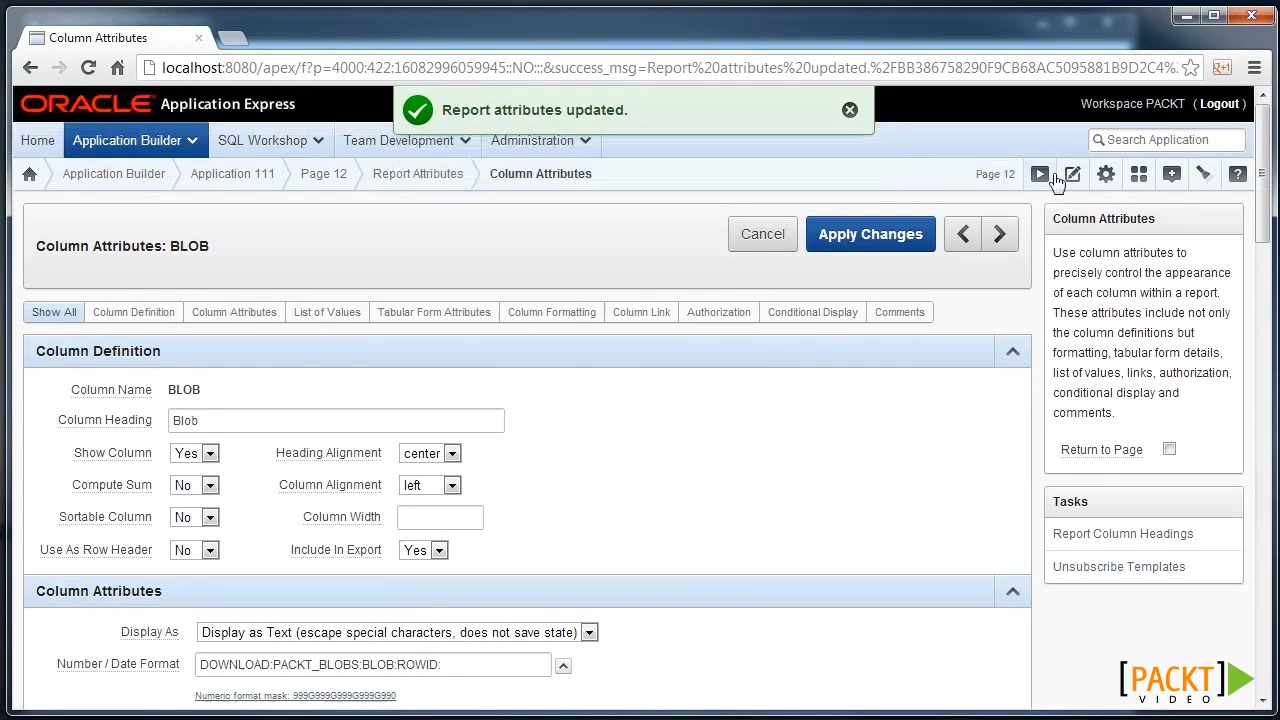 Column Attributes
localhost:8080/apex/f?p=4000:422:16082996059945::NO:::&success_msg=Report%20attributes%20updated.%2FBB386758290F9CB68AC5095881B9D2C4%.
ORACLE Application Express
Report attributes updated.
Workspace PACKT ( Logout )
Home Application Builder SQL Workshop Team Development Administration
Search Application
Application Builder Application 111 Page 12 Report Attributes Column Attributes
Page 12
Column Attributes: BLOB
Cancel Apply Changes
Show All Column Definition Column Attributes List of Values Tabular Form Attributes Column Formatting Column Link Authorization Conditional Display Comments
Column Definition
Column Name BLOB
Column Heading Blob
Show Column Yes Heading Alignment center
Compute Sum No Column Alignment left
Sortable Column No Column Width
Use As Row Header No Include In Export Yes
Column Attributes
Display As Display as Text (escape special characters, does not save state)
Number / Date Format DOWNLOAD:PACKT_BLOBS:BLOB:ROWID:
Numeric format mask: 999G999G999G999G990
Column Attributes
Use column attributes to
precisely control the appearance
of each column within a report.
These attributes include not only
the column definitions but
formatting, tabular form details,
list of values, links, authorization,
conditional display and
comments.
Return to Page
Tasks
Report Column Headings
Unsubscribe Templates
[PACKT]
VIDEO